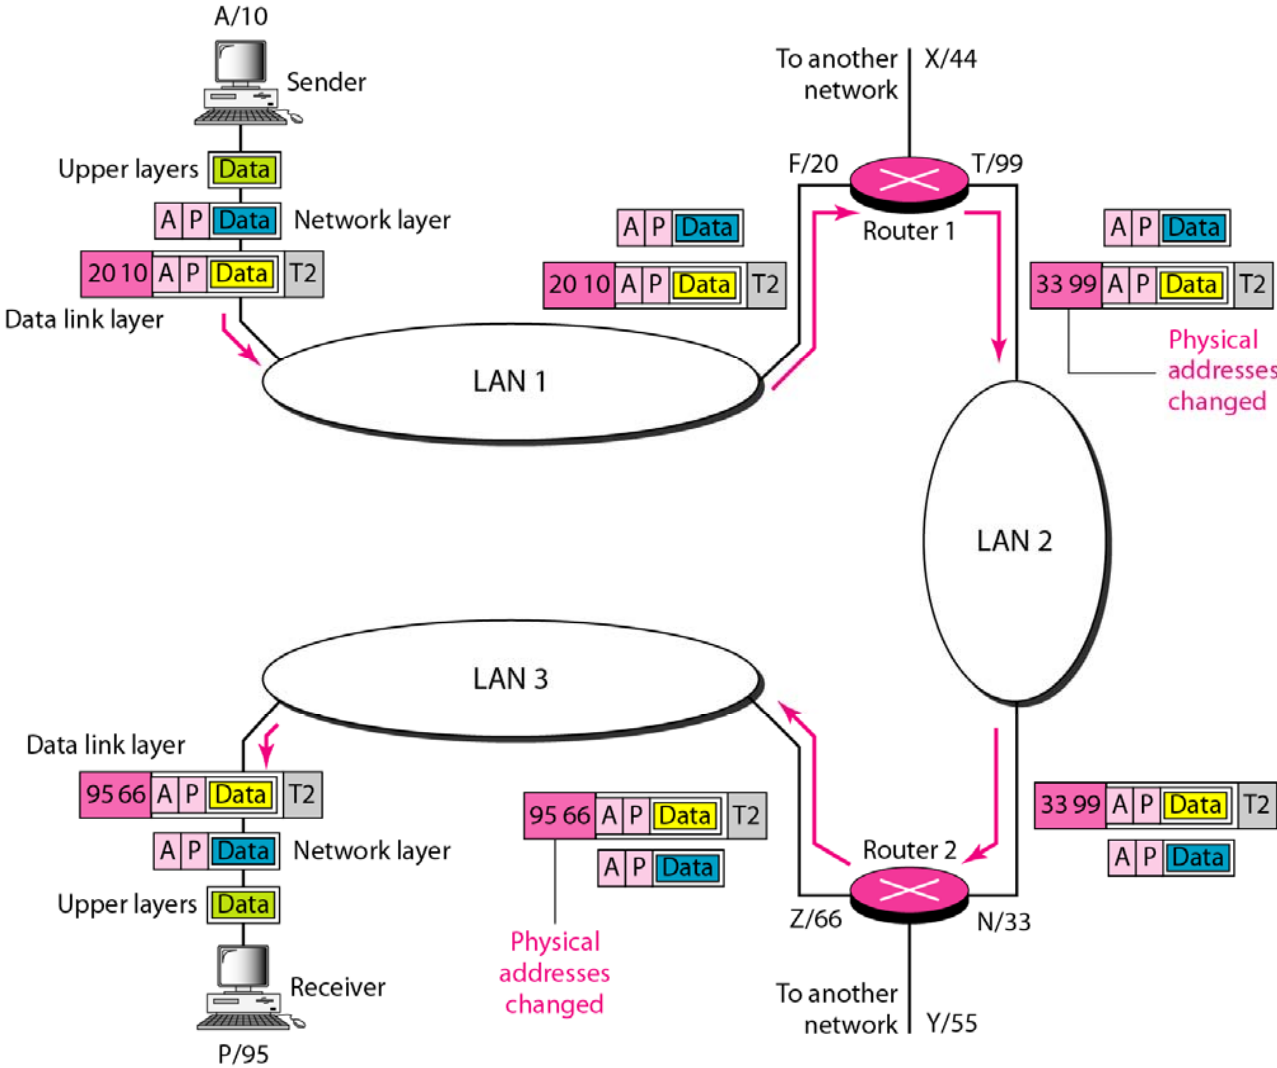 A/10
Sender
To another
network
X/44
Upper layers
Data
F/20
T/99
A P Data
Network layer
A P Data
Router 1
A P Data
20 10 A P Data T2
20 10 A P Data T2
33 99 A P Data T2
Data link layer
Physical
addresses
changed
LAN 1
LAN 2
LAN 3
Data link layer
95 66 A P Data T2
95 66 A P Data T2
33 99 A P Data T2
A P Data
Network layer
A P Data
Router 2
A P Data
Upper layers
Data
Z/66
N/33
Physical
addresses
changed
Receiver
To another
network
Y/55
P/95